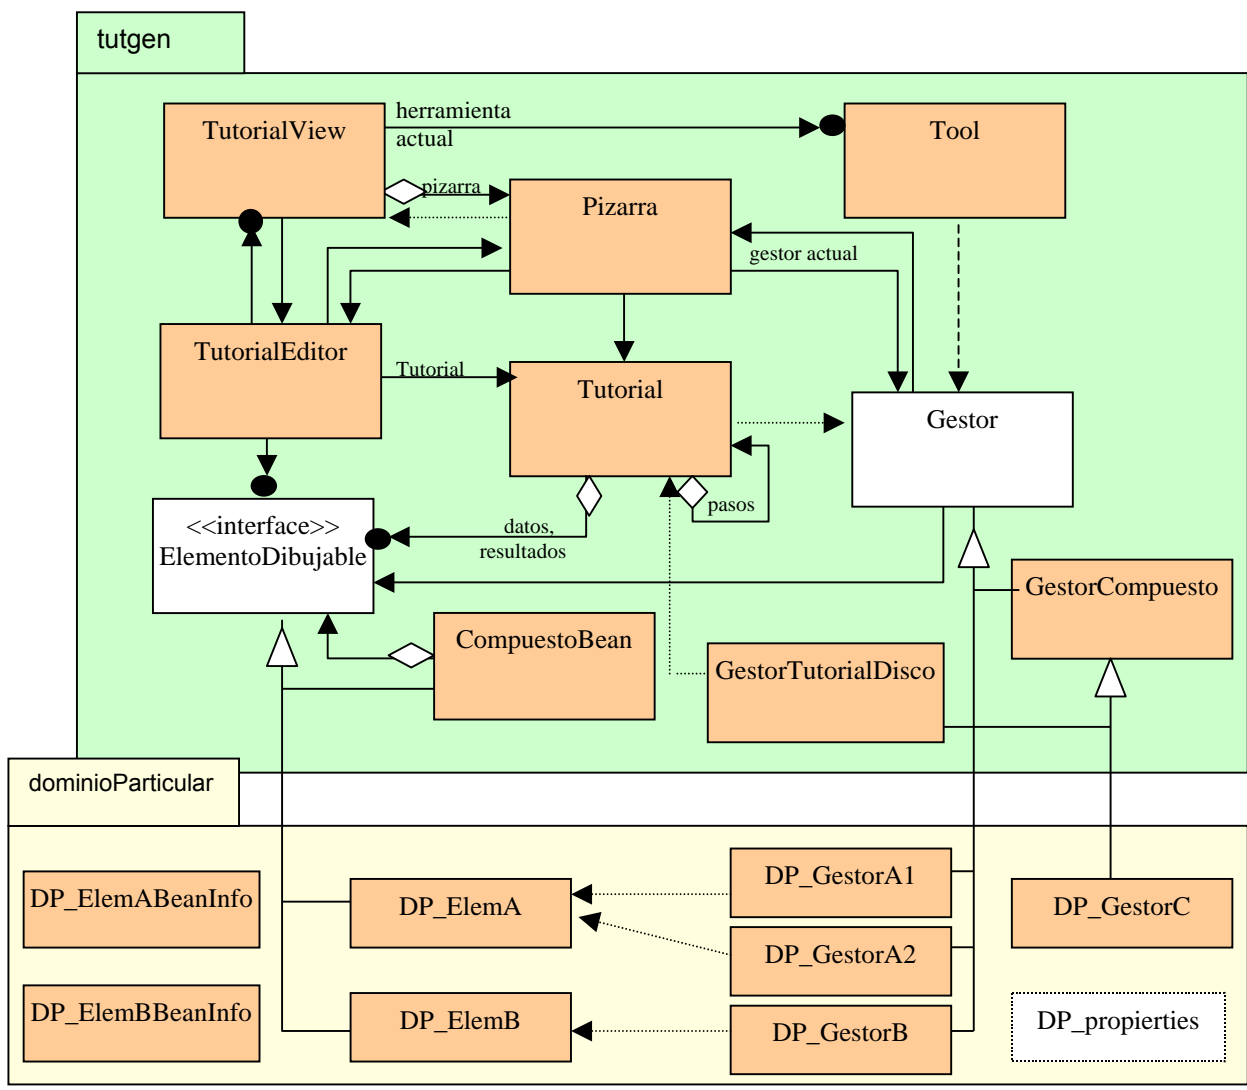 tutgen
TutorialView
herramienta
actual
Tool
pizarra
Pizarra
gestor actual
TutorialEditor
Tutorial
Tutorial
Gestor
pasos
<<interface>>
ElementoDibujable
datos,
resultados
GestorCompuesto
CompuestoBean
GestorTutorialDisco
dominioParticular
DP_ElemABeanInfo
DP_ElemA
DP_GestorA1
DP_GestorC
DP_GestorA2
DP_ElemBBeanInfo
DP_ElemB
DP_GestorB
DP_propierties